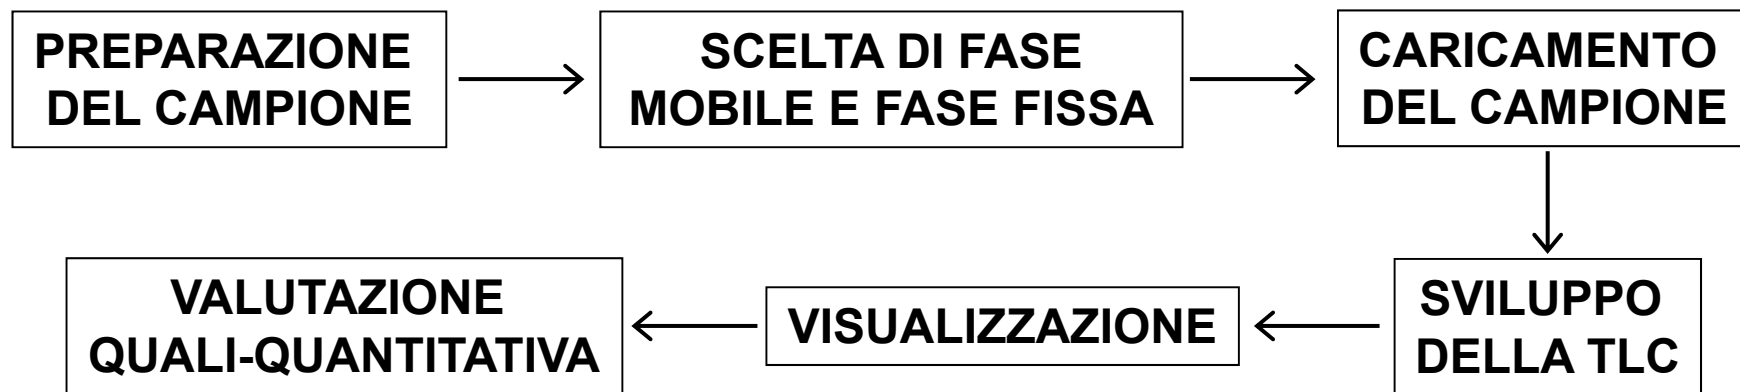 PREPARAZIONE
DEL CAMPIONE
SCELTA DI FASE
MOBILE E FASE FISSA
CARICAMENTO
DEL CAMPIONE
SVILUPPO
DELLA TLC
VISUALIZZAZIONE
VALUTAZIONE
QUALI-QUANTITATIVA